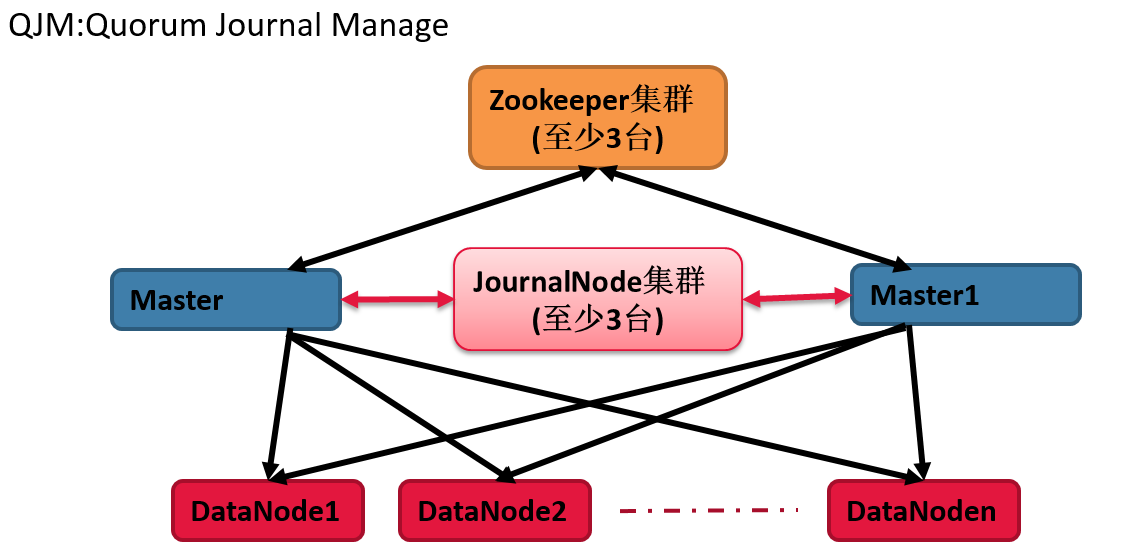 QJM:Quorum Journal Manage
Zookeeper集群
(至少3台)
Master
JournalNode集群
(至少3台)
Master1
DataNode1
DataNode2
DataNoden